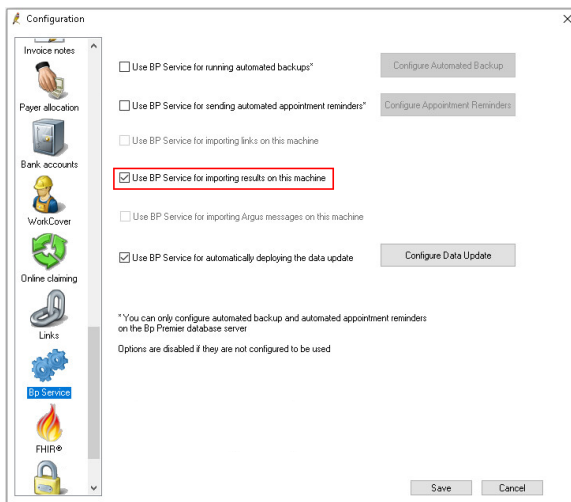 Configuration
Invoice notes
Payer allocation
Bank accounts
WorkCover
Online claiming
Links
Bp Service
FHIR®
Use BP Service for running automated backups*
Configure Automated Backup
Use BP Service for sending automated appointment reminders*
Configure Appointment Reminders
Use BP Service for importing links on this machine
Use BP Service for importing results on this machine
Use BP Service for importing Argus messages on this machine
Use BP Service for automatically deploying the data update
Configure Data Update
* You can only configure automated backup and automated appointment reminders
on the Bp Premier database server
Options are disabled if they are not configured to be used
Save
Cancel